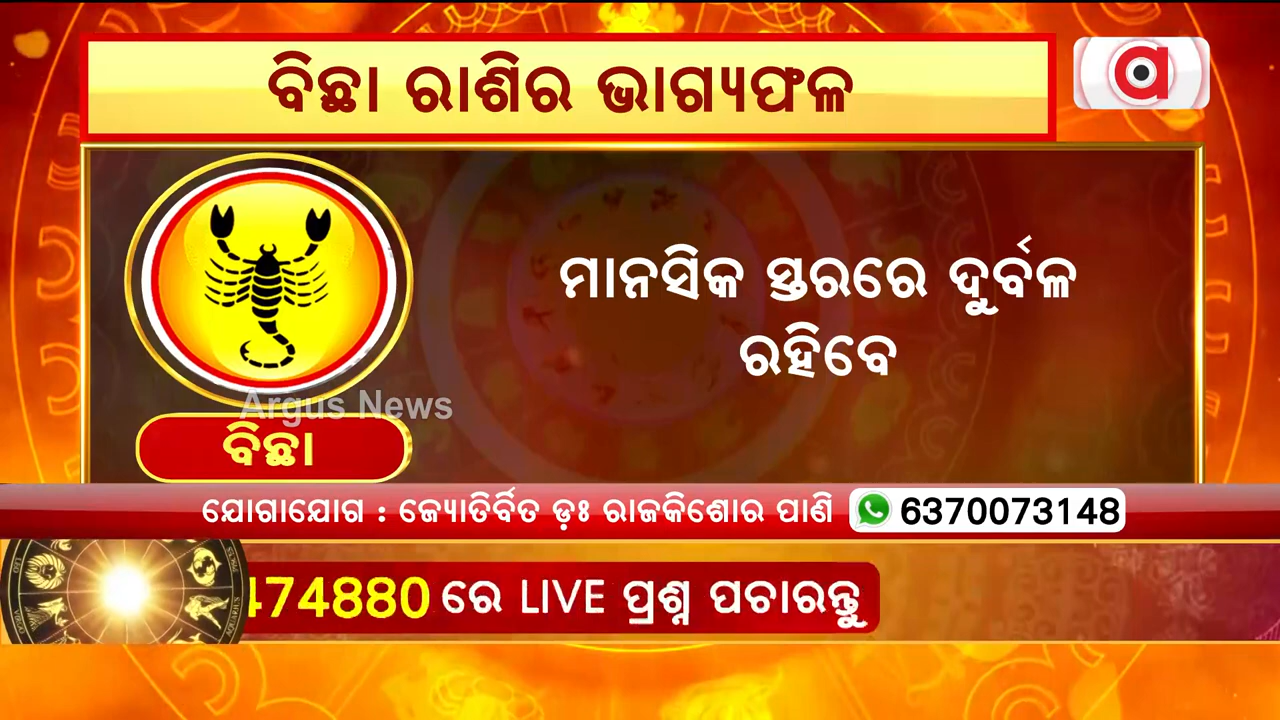 ବିଛା ରାଶିର ଭାଗ୍ୟଫଳ
a
ମାନସିକ ସ୍ତରରେ ଦୁର୍ବଳ
ରହିବେ
Argus News
ବିଛା
ଯୋଗାଯୋଗ : ଜ୍ୟୋତିର୍ବିତ ଡ଼ଃ ରାଜକିଶୋର ପାଣି 6370073148
474880 ରେ LIVE ପ୍ରଶ୍ନ ପଚାରନ୍ତୁ